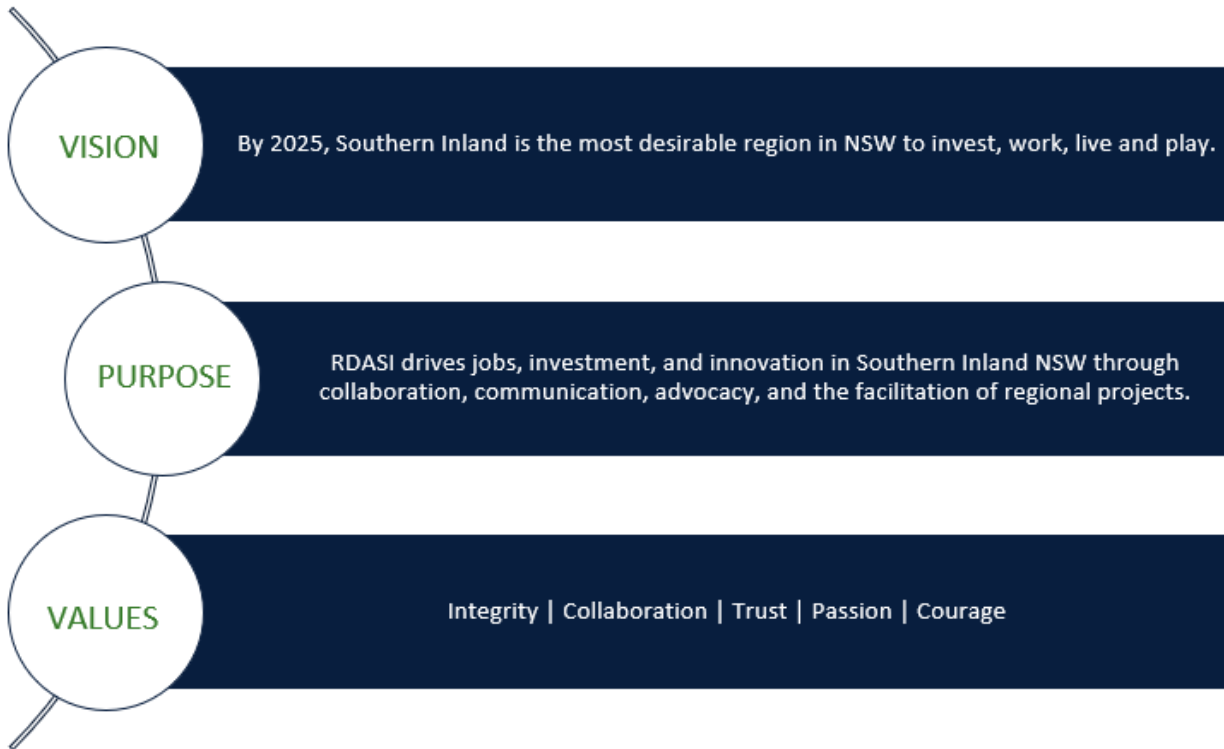 VISION
By 2025, Southern Inland is the most desirable region in NSW to invest, work, live and play.
PURPOSE
RDASI drives jobs, investment, and innovation in Southern Inland NSW through
collaboration, communication, advocacy, and the facilitation of regional projects.
VALUES
Integrity | Collaboration | Trust | Passion | Courage